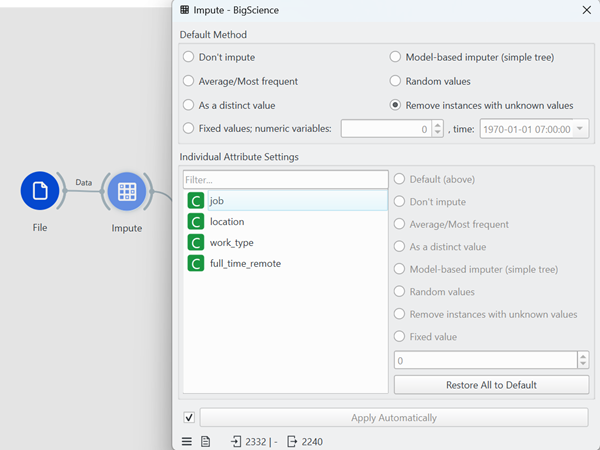 Impute - BigScience
Default Method
Don't impute
Model-based imputer (simple tree)
Average/Most frequent
Random values
As a distinct value
Remove instances with unknown values
Fixed values; numeric variables: 0 , time: 1970-01-01 07:00:00
Individual Attribute Settings
Filter...
C job
C location
C work_type
C full_time_remote
Default (above)
Don't impute
Average/Most frequent
As a distinct value
Model-based imputer (simple tree)
Random values
Remove instances with unknown values
Fixed value
0
Restore All to Default
Apply Automatically
2332 | - 2240
Data
File
Impute